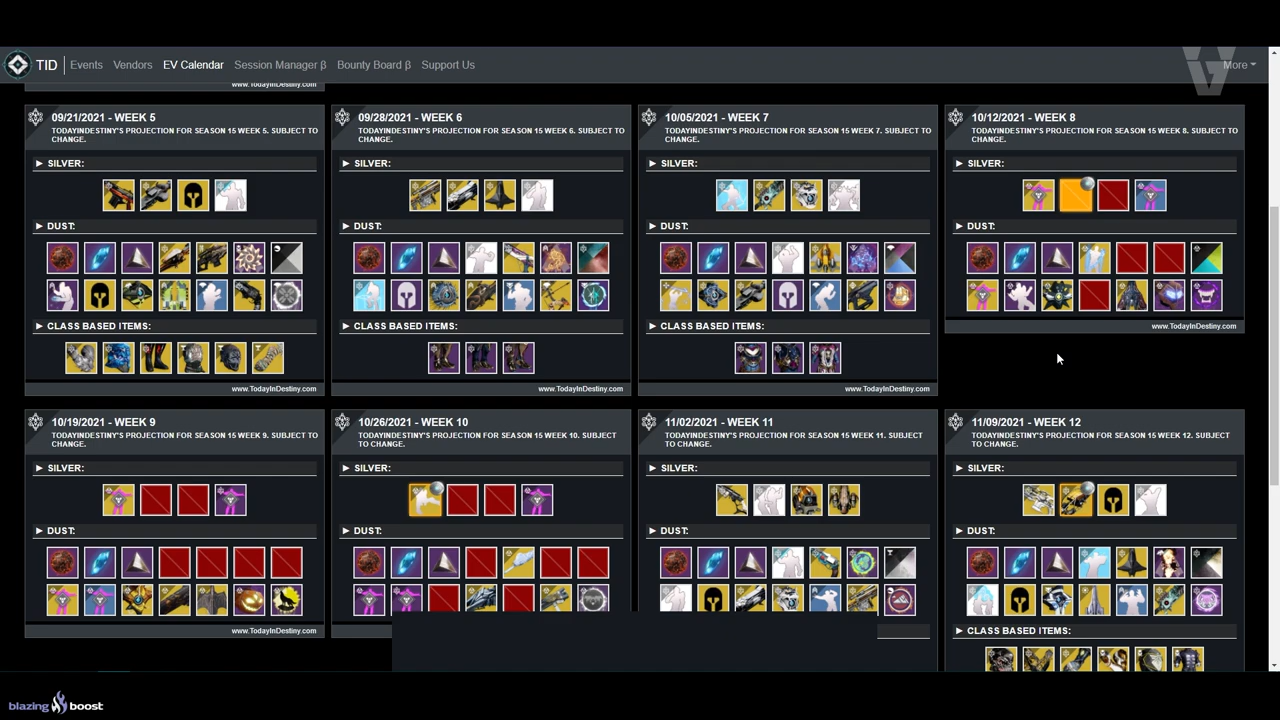 TID
Events
Vendors
EV Calendar
Session Manager β
Bounty Board β
Support Us
More
www.TodayInDestiny.com
09/21/2021 - WEEK 5
TODAYINDESTINY'S PROJECTION FOR SEASON 15 WEEK 5. SUBJECT TO
CHANGE.
SILVER:
DUST:
CLASS BASED ITEMS:
www.TodayInDestiny.com
09/28/2021 - WEEK 6
TODAYINDESTINY'S PROJECTION FOR SEASON 15 WEEK 6. SUBJECT TO
CHANGE.
SILVER:
DUST:
CLASS BASED ITEMS:
www.TodayInDestiny.com
10/05/2021 - WEEK 7
TODAYINDESTINY'S PROJECTION FOR SEASON 15 WEEK 7. SUBJECT TO
CHANGE.
SILVER:
DUST:
CLASS BASED ITEMS:
www.TodayInDestiny.com
10/12/2021 - WEEK 8
TODAYINDESTINY'S PROJECTION FOR SEASON 15 WEEK 8. SUBJECT TO
CHANGE.
SILVER:
DUST:
www.TodayInDestiny.com
10/19/2021 - WEEK 9
TODAYINDESTINY'S PROJECTION FOR SEASON 15 WEEK 9. SUBJECT TO
CHANGE.
SILVER:
DUST:
www.TodayInDestiny.com
10/26/2021 - WEEK 10
TODAYINDESTINY'S PROJECTION FOR SEASON 15 WEEK 10. SUBJECT
TO CHANGE.
SILVER:
DUST:
11/02/2021 - WEEK 11
TODAYINDESTINY'S PROJECTION FOR SEASON 15 WEEK 11. SUBJECT
TO CHANGE.
SILVER:
DUST:
11/09/2021 - WEEK 12
TODAYINDESTINY'S PROJECTION FOR SEASON 15 WEEK 12. SUBJECT
TO CHANGE.
SILVER:
DUST:
CLASS BASED ITEMS:
blazing boost